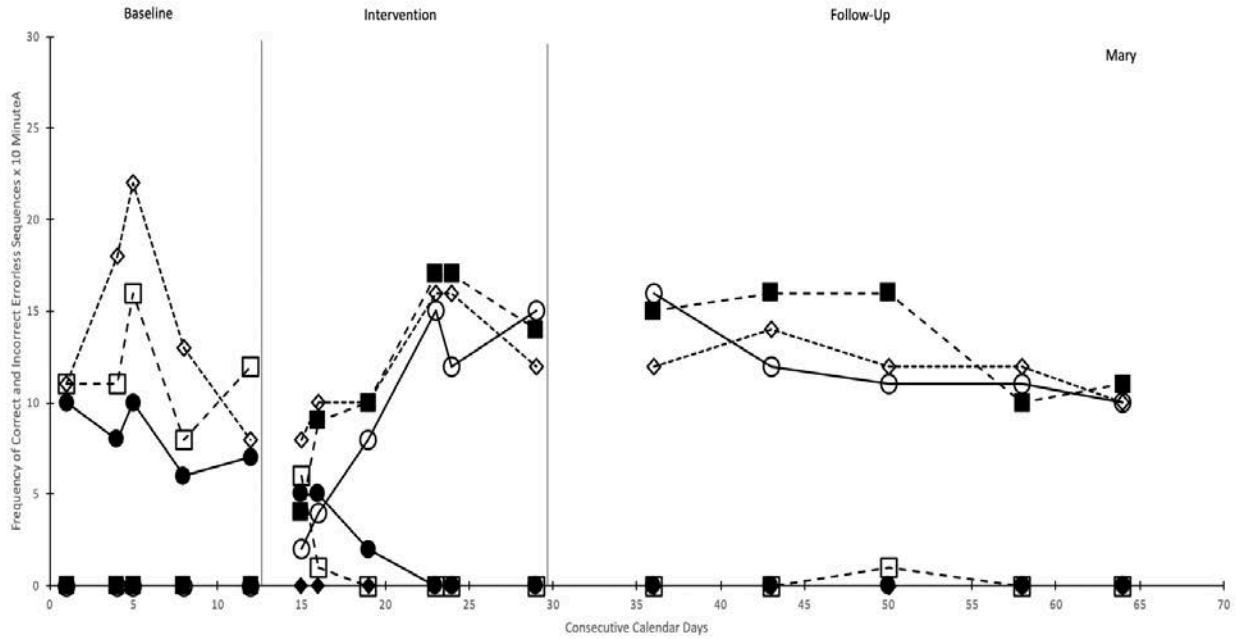 Baseline
Intervention
Follow-Up
Mary
Frequency of Correct and Incorrect Errorless Sequences x 10 MinuteA
30
25
20
15
10
5
0
0 5 10 15 20 25 30 35 40 45 50 55 60 65 70
Consecutive Calendar Days